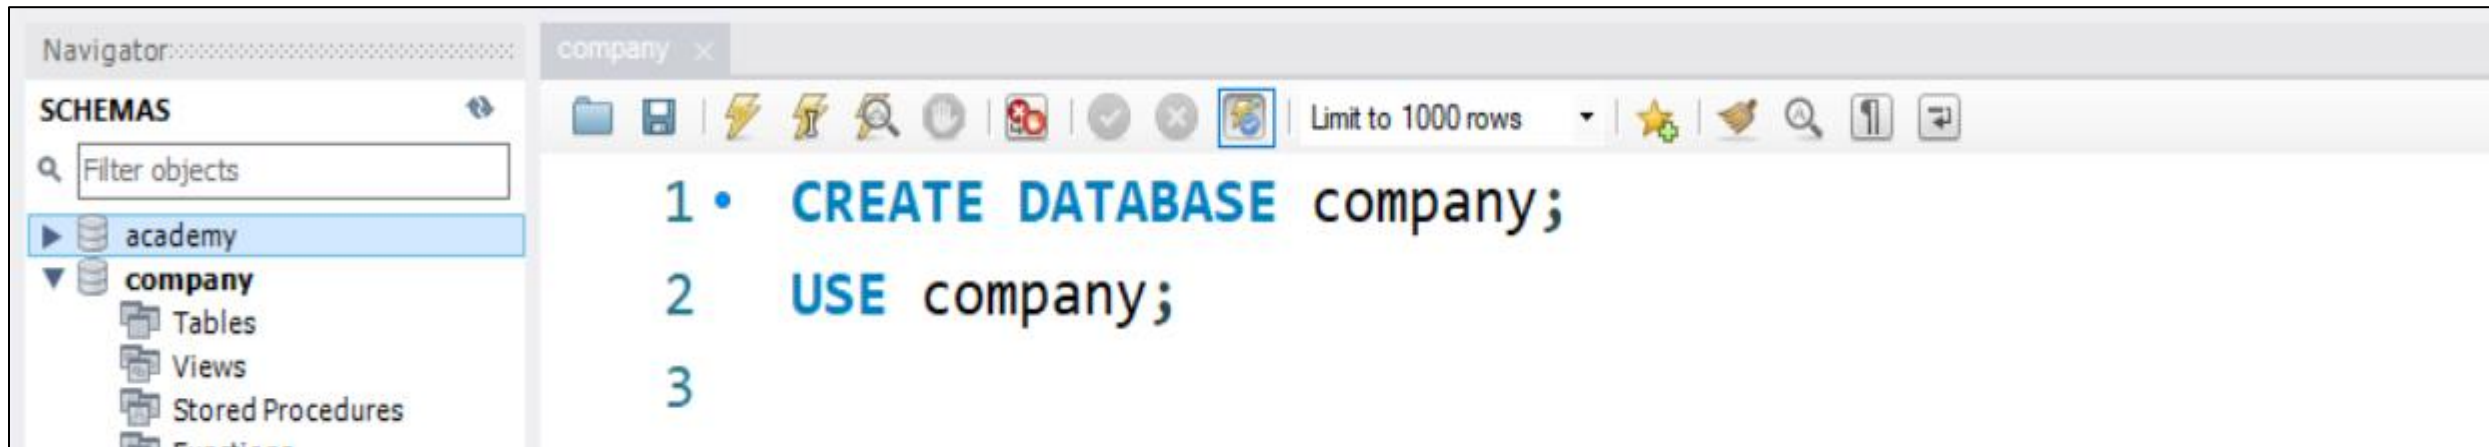 Navigator
SCHEMAS
Filter objects
academy
company
Tables
Views
Stored Procedures
company
Limit to 1000 rows
1 CREATE DATABASE company;
2 USE company;
3